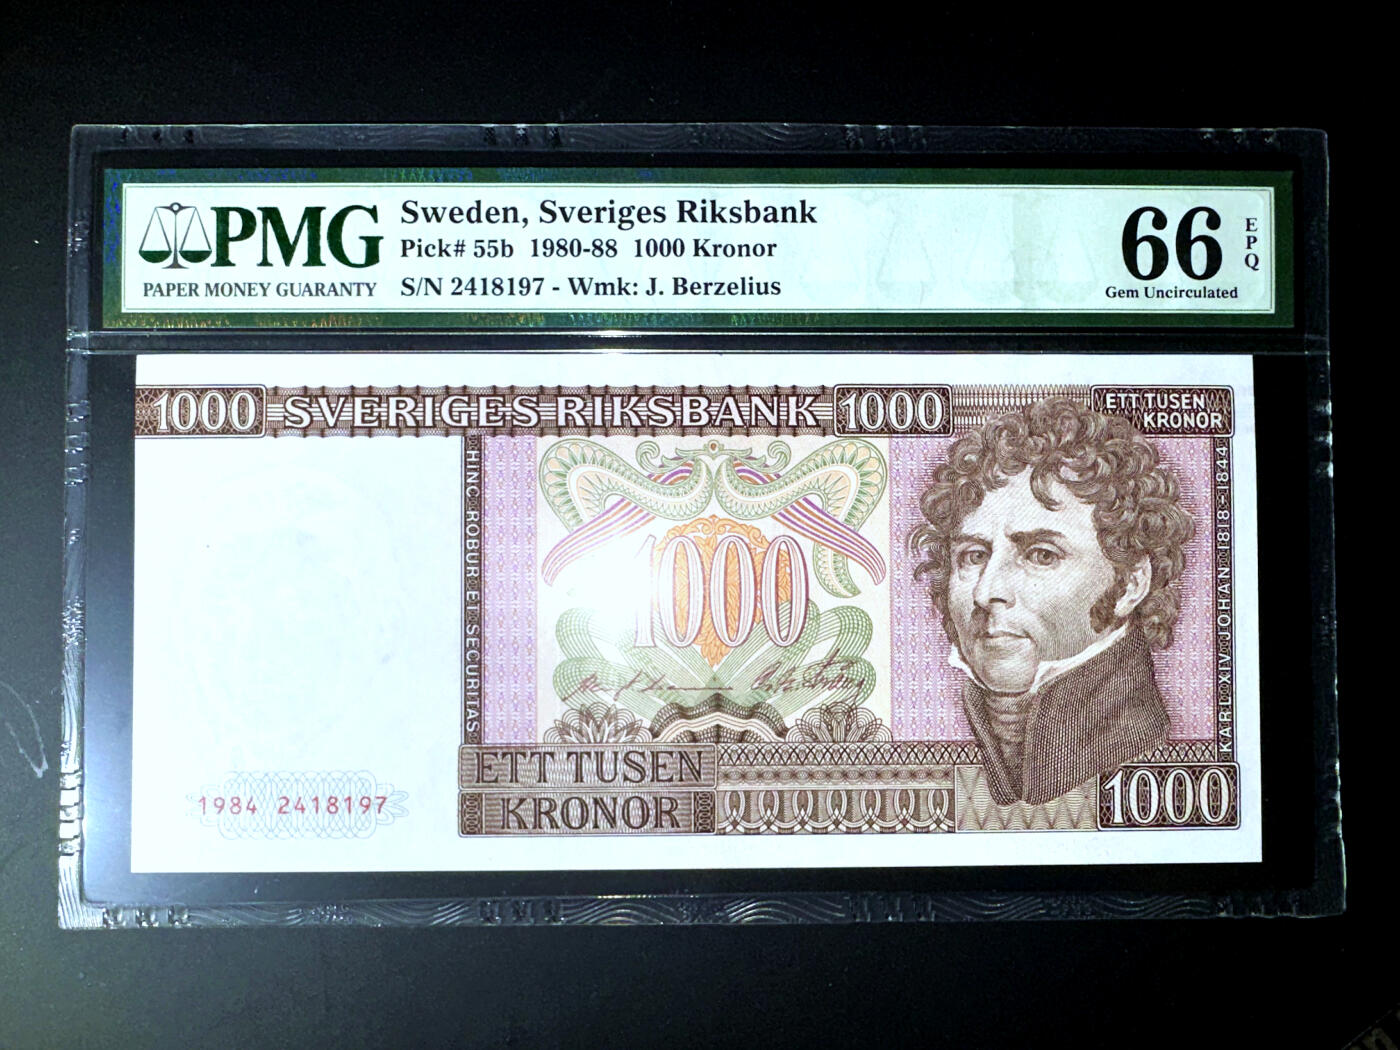 PMG
PAPER MONEY GUARANTY
Sweden, Sveriges Riksbank
Pick# 55b 1980-88 1000 Kronor
S/N 2418197 - Wmk: J. Berzelius
66
EPQ
Gem Uncirculated
1000 SVERIGES RIKSBANK 1000
ETT TUSEN
KRONOR
HINC ROBUR ET SECURITAS
1000
KARL XIV JOHAN 1818-1844
ETT TUSEN
KRONOR
1984 2418197
1000